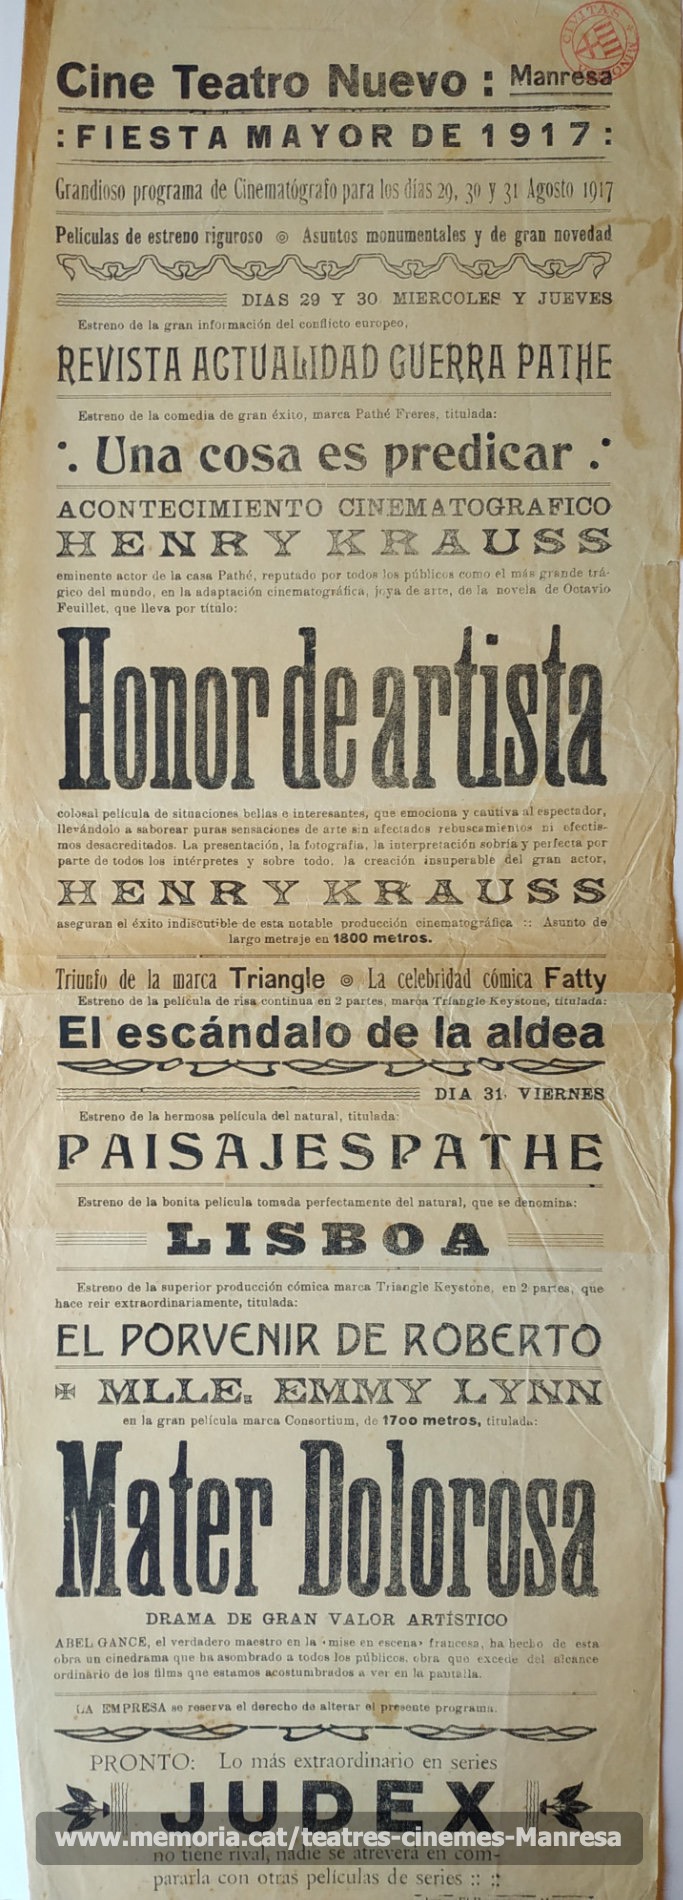 CIVITAS
Cine Teatro Nuevo : Manresa
: FIESTA MAYOR DE 1917 :
Grandioso programa de Cinematógrafo para los días 29, 30 y 31 Agosto 1917
Películas de estreno riguroso ◎ Asuntos monumentales y de gran novedad
DIAS 29 Y 30 MIERCOLES Y JUEVES
Estreno de la gran información del conflicto europeo,
REVISTA ACTUALIDAD GUERRA PATHE
Estreno de la comedia de gran éxito, marca Pathé Freres, titulada:
Una cosa es predicar
ACONTECIMIENTO CINEMATOGRAFICO
HENRY KRAUSS
eminente actor de la casa Pathé, reputado por todos los públicos como el más grande trá-
gico del mundo, en la adaptación cinematográfica, joya de arte, de la novela de Octavio
Feuillet, que lleva por título:
Honor de artista
colosal película de situaciones bellas e interesantes, que emociona y cautiva al espectador,
llevándolo a saborear puras sensaciones de arte sin afectados rebuscamientos ni efectis-
mos desacreditados. La presentación, la fotografía, la interpretación sobria y perfecta por
parte de todos los intérpretes y sobre todo, la creación insuperable del gran actor,
HENRY KRAUSS
aseguran el éxito indiscutible de esta notable producción cinematográfica :: Asunto de
largo metraje en 1800 metros.
Triunfo de la marca Triangle ◎ La celebridad cómica Fatty
Estreno de la película de risa continua en 2 partes, marca Triangle Keystone, titulada:
El escándalo de la aldea
DIA 31. VIERNES
Estreno de la hermosa película del natural, titulada:
PAISAJES PATHE
Estreno de la bonita película tomada perfectamente del natural, que se denomina:
LISBOA
Estreno de la superior producción cómica marca Triangle Keystone, en 2 partes, que
hace reir extraordinariamente, titulada:
EL PORVENIR DE ROBERTO
✠ MLLE. EMMY LYNN
en la gran película marca Consortium, de 1700 metros, titulada:
Mater Dolorosa
DRAMA DE GRAN VALOR ARTÍSTICO
ABEL GANCE, el verdadero maestro en la «mise en escena» francesa, ha hecho de esta
obra un cinedrama que ha asombrado a todos los públicos, obra que excede del alcance
ordinario de los films que estamos acostumbrados a ver en la pantalla.
LA EMPRESA se reserva el derecho de alterar el presente programa.
PRONTO: Lo más extraordinario en series
JUDEX
www.memoria.cat/teatres-cinemes-Manresa
no tiene rival, nadie se atreverá en com-
pararla con otras películas de series :: ::